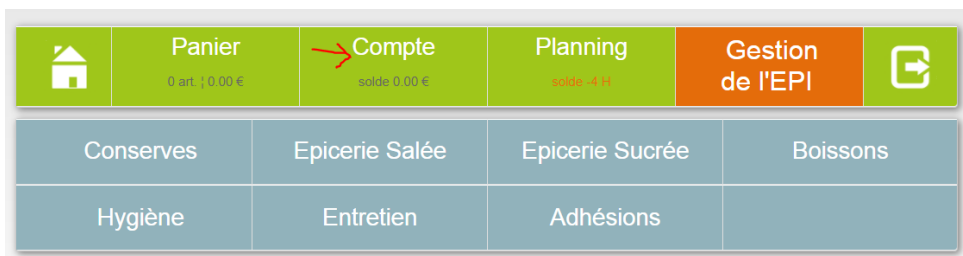 Panier
0 art. ¦ 0.00 €
Compte
solde 0.00 €
Planning
solde -4 H
Gestion
de l'EPI
Conserves
Epicerie Salée
Epicerie Sucrée
Boissons
Hygiène
Entretien
Adhésions